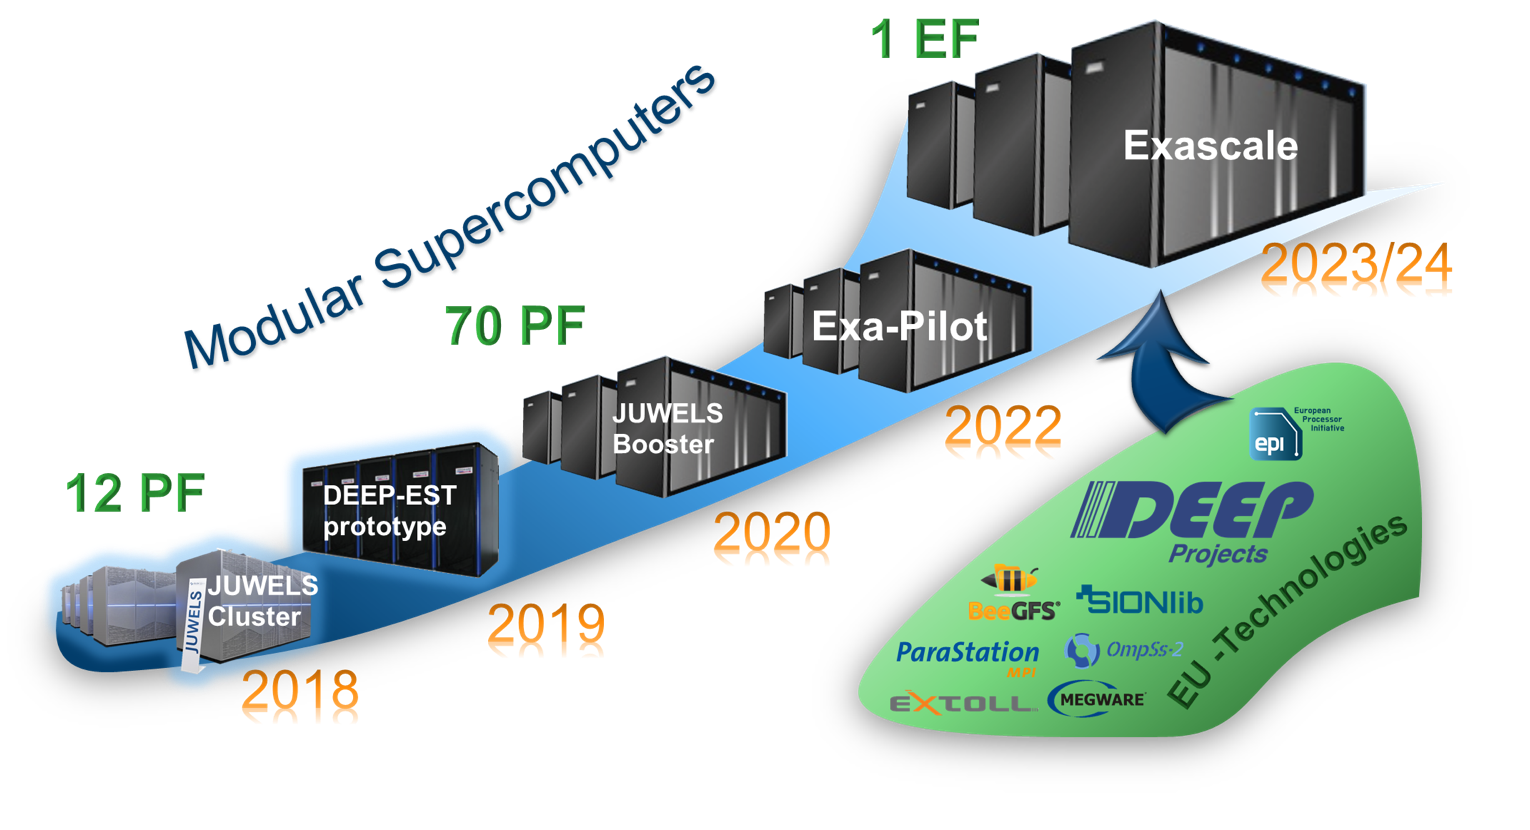 Modular Supercomputers
12 PF
JUWELS
JUWELS
Cluster
2018
DEEP-EST
prototype
2019
70 PF
JUWELS
Booster
2020
Exa-Pilot
2022
1 EF
Exascale
2023/24
epi
European
Processor
Initiative
DEEP
Projects
BeeGFS®
SIONlib
ParaStation
MPI
OmpSs-2
EXTOLL
MEGWARE
EU -Technologies